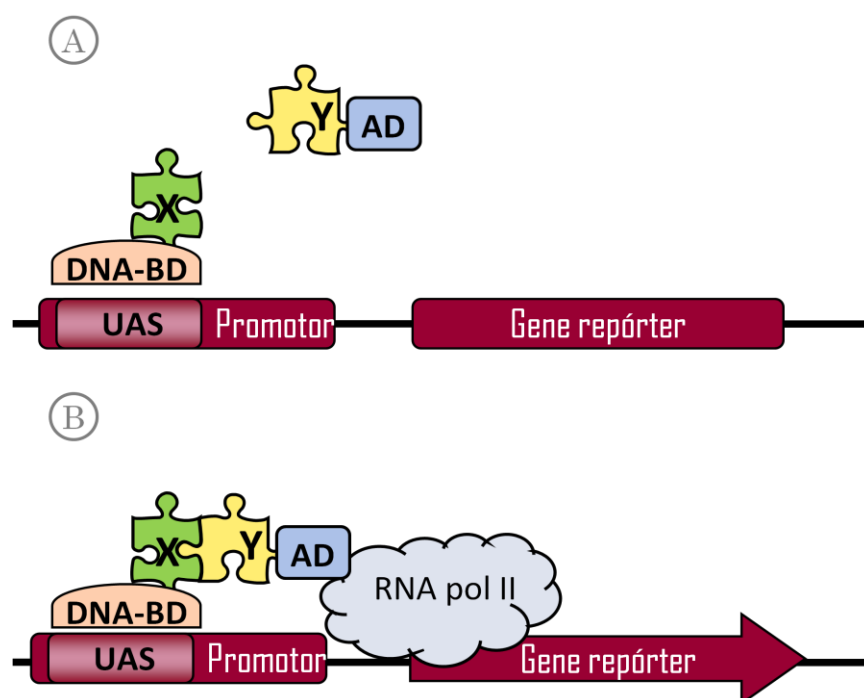 A
Y AD
X
DNA-BD
UAS Promotor Gene repórter
B
X Y AD
RNA pol II
DNA-BD
UAS Promotor Gene repórter